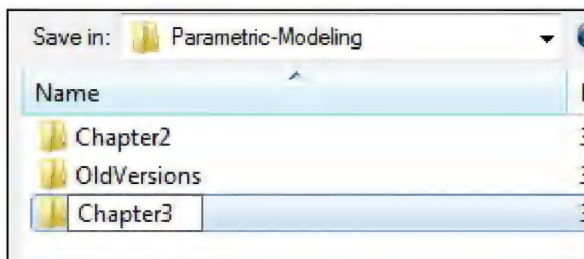 Save in: Parametric-Modeling
Name
Chapter2
OldVersions
Chapter3